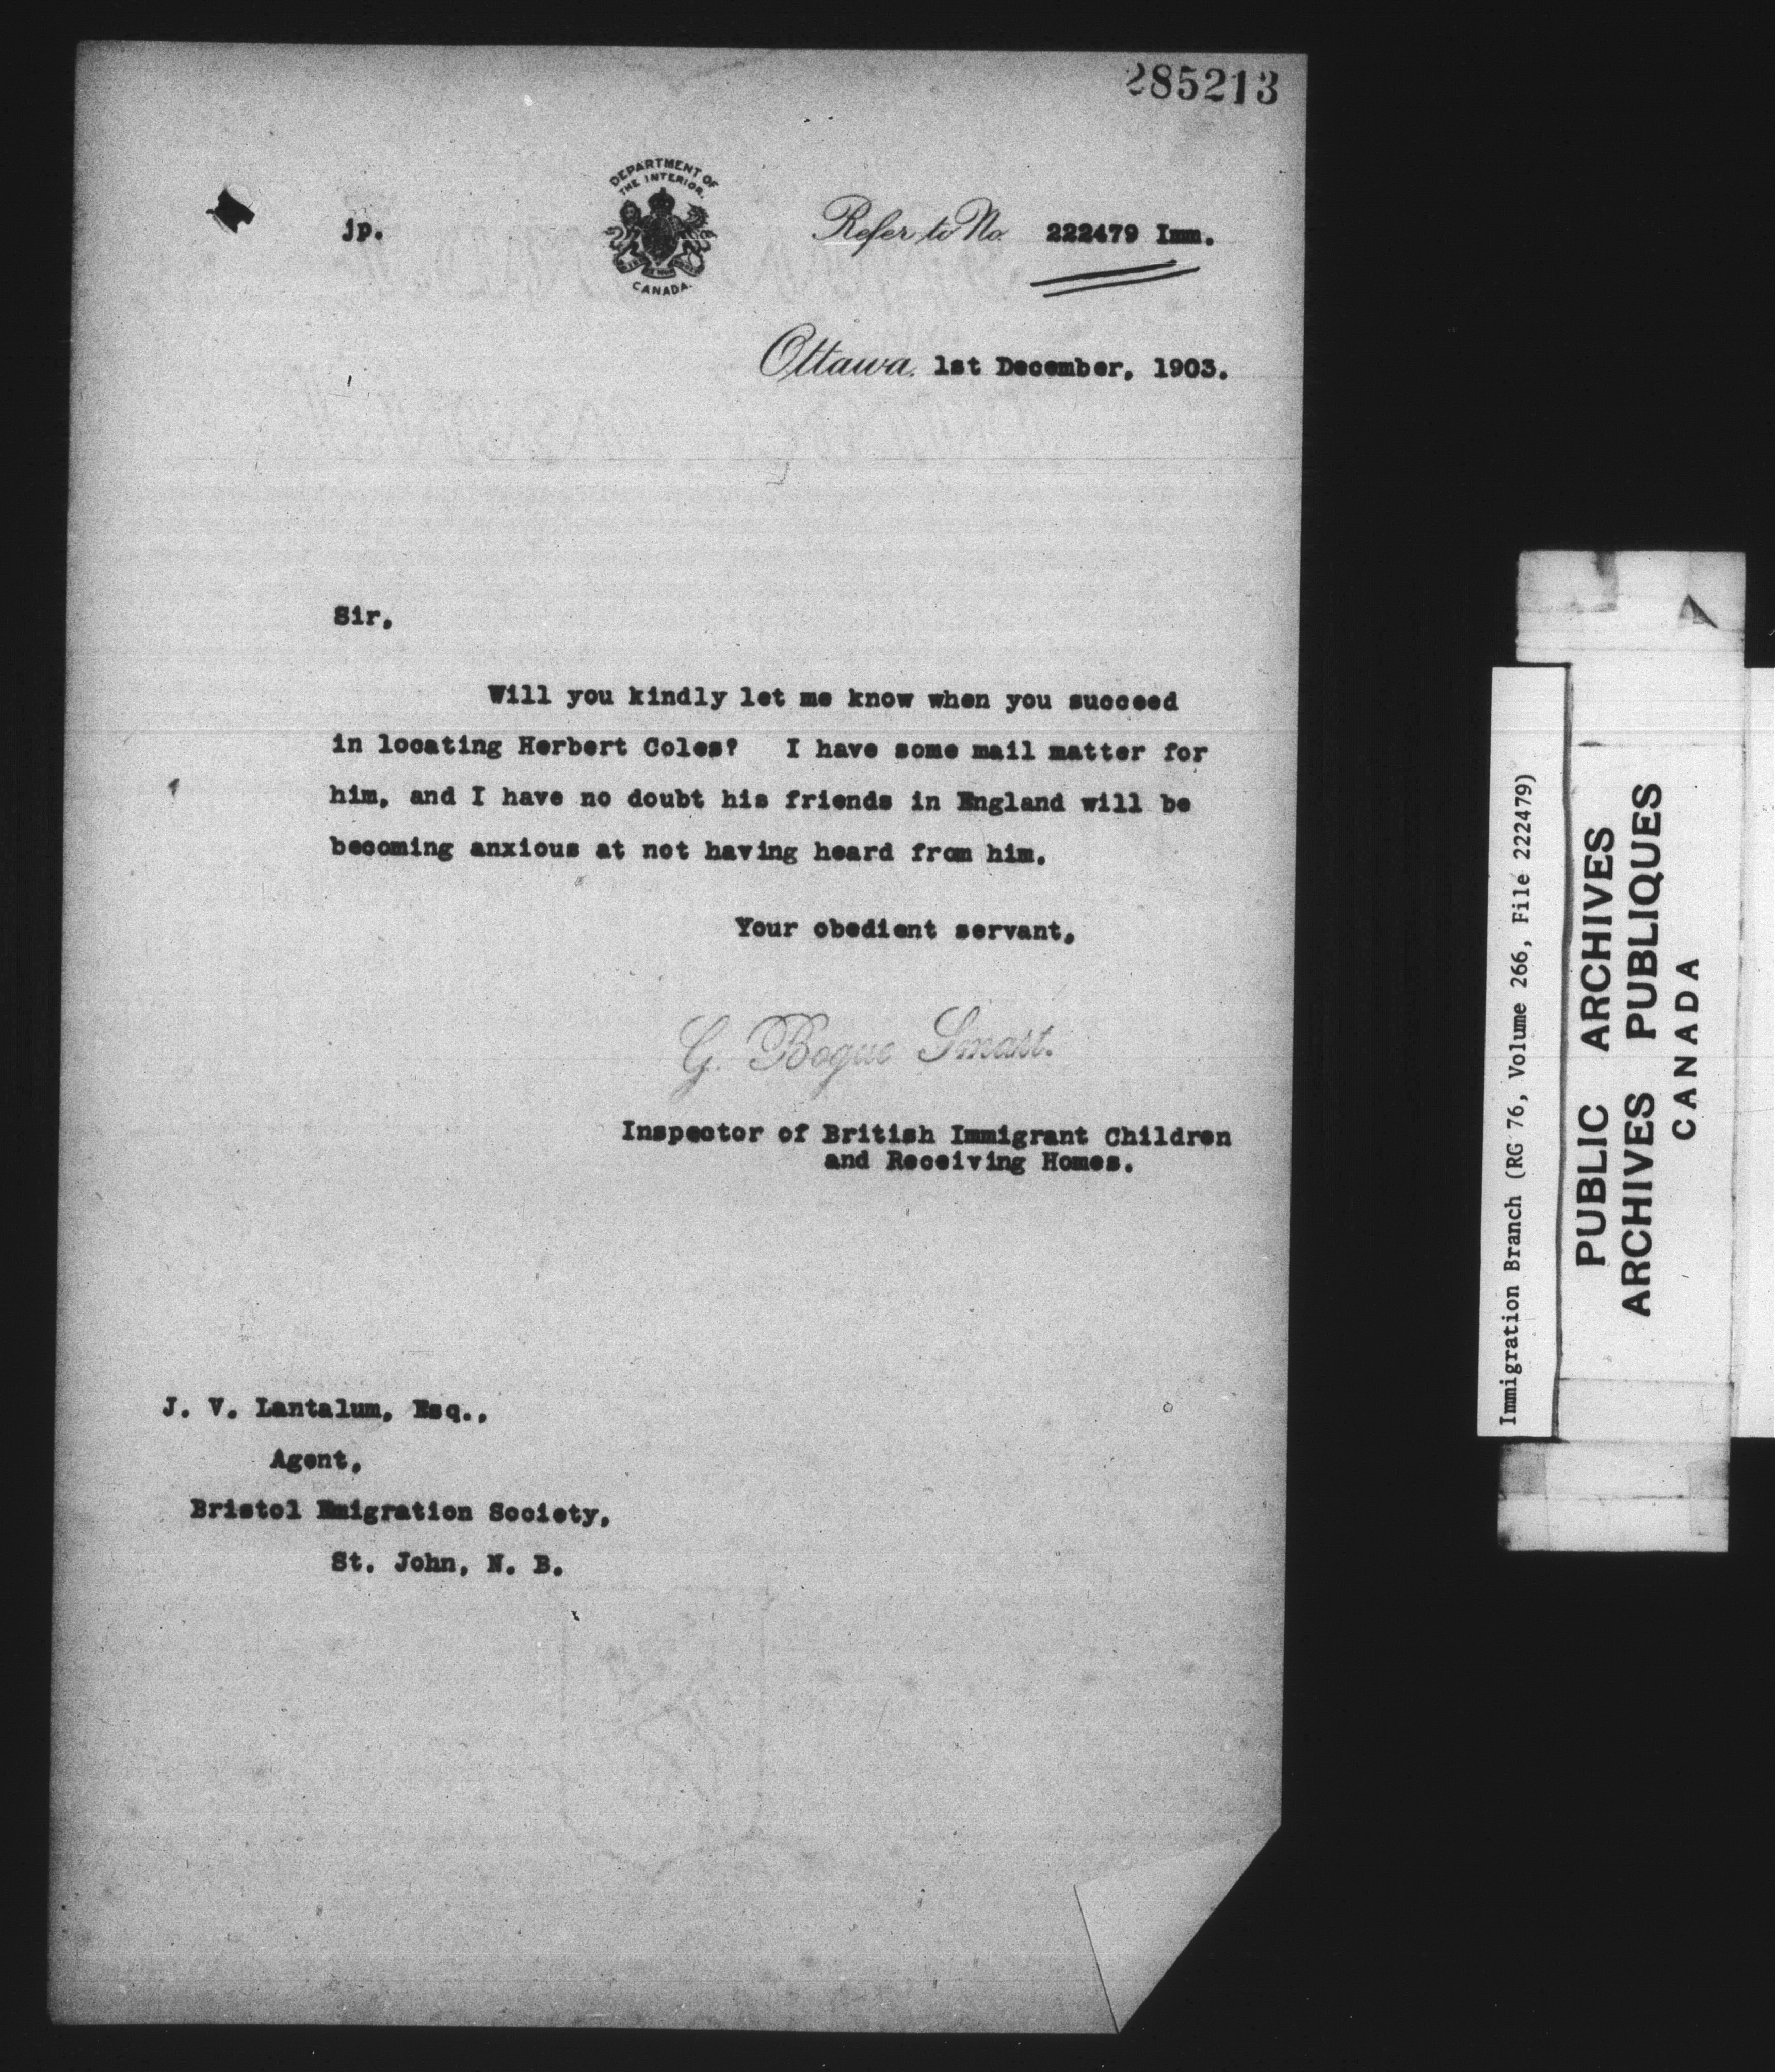 285213
DEPARTMENT OF
THE INTERIOR.
CANADA.
jp.
Refer to No. 222479 Imm.
Ottawa, 1st December, 1903.
Sir,
Will you kindly let me know when you succeed
in locating Herbert Coles? I have some mail matter for
him, and I have no doubt his friends in England will be
becoming anxious at not having heard from him.
Your obedient servant,
G. Bogue Smart.
Inspector of British Immigrant Children
and Receiving Homes.
J. V. Lantalum, Esq.,
Agent,
Bristol Emigration Society,
St. John, N. B.
Immigration Branch (RG 76, Volume 266, File 222479)
PUBLIC ARCHIVES
ARCHIVES PUBLIQUES
CANADA